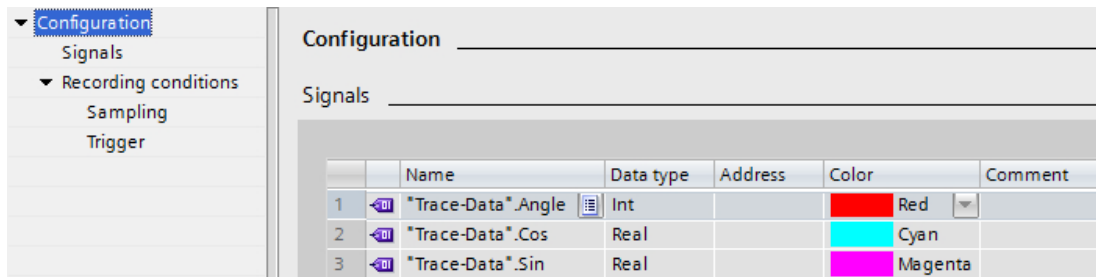 Configuration
Signals
Recording conditions
Sampling
Trigger
Configuration
Signals
Name Data type Address Color Comment
1 "Trace-Data".Angle Int Red
2 "Trace-Data".Cos Real Cyan
3 "Trace-Data".Sin Real Magenta